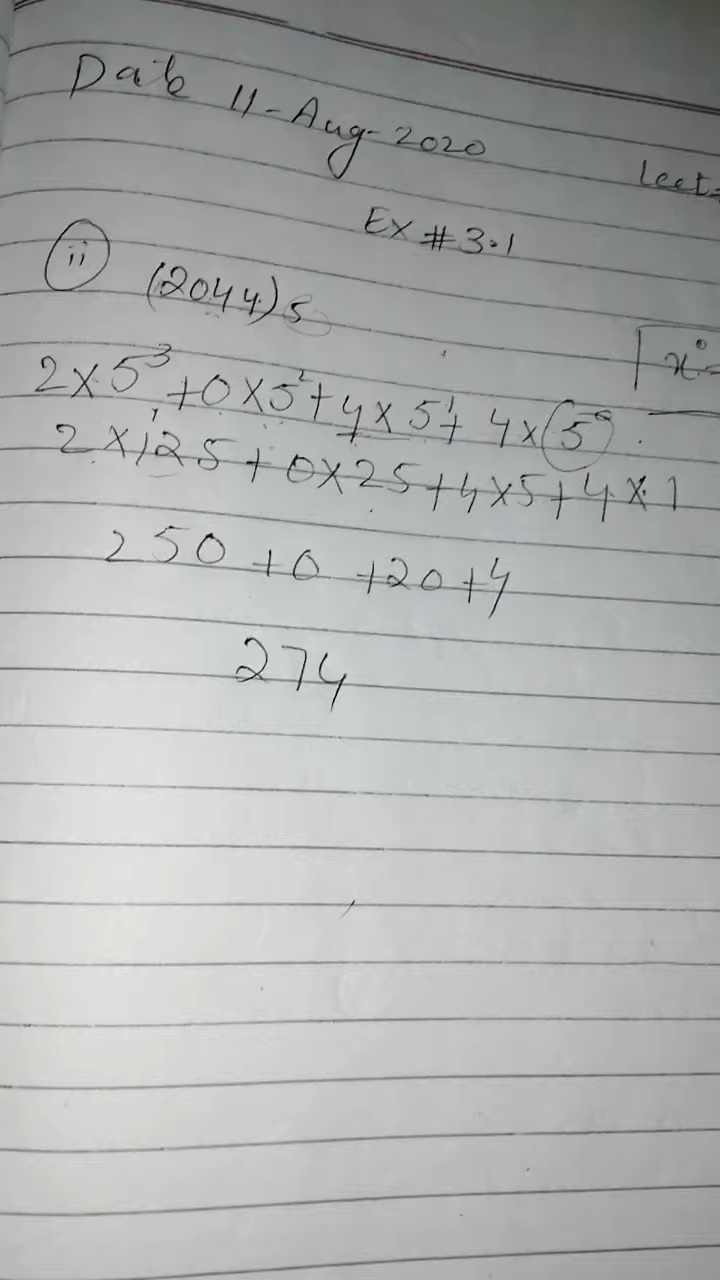 Date 11-Aug-2020
Lect-
Ex # 3.1
ii (2044)5
x⁰=
2×5³+0×5²+4×5¹+4×5⁰
2×125+0×25+4×5+4×1
250+0+20+4
274